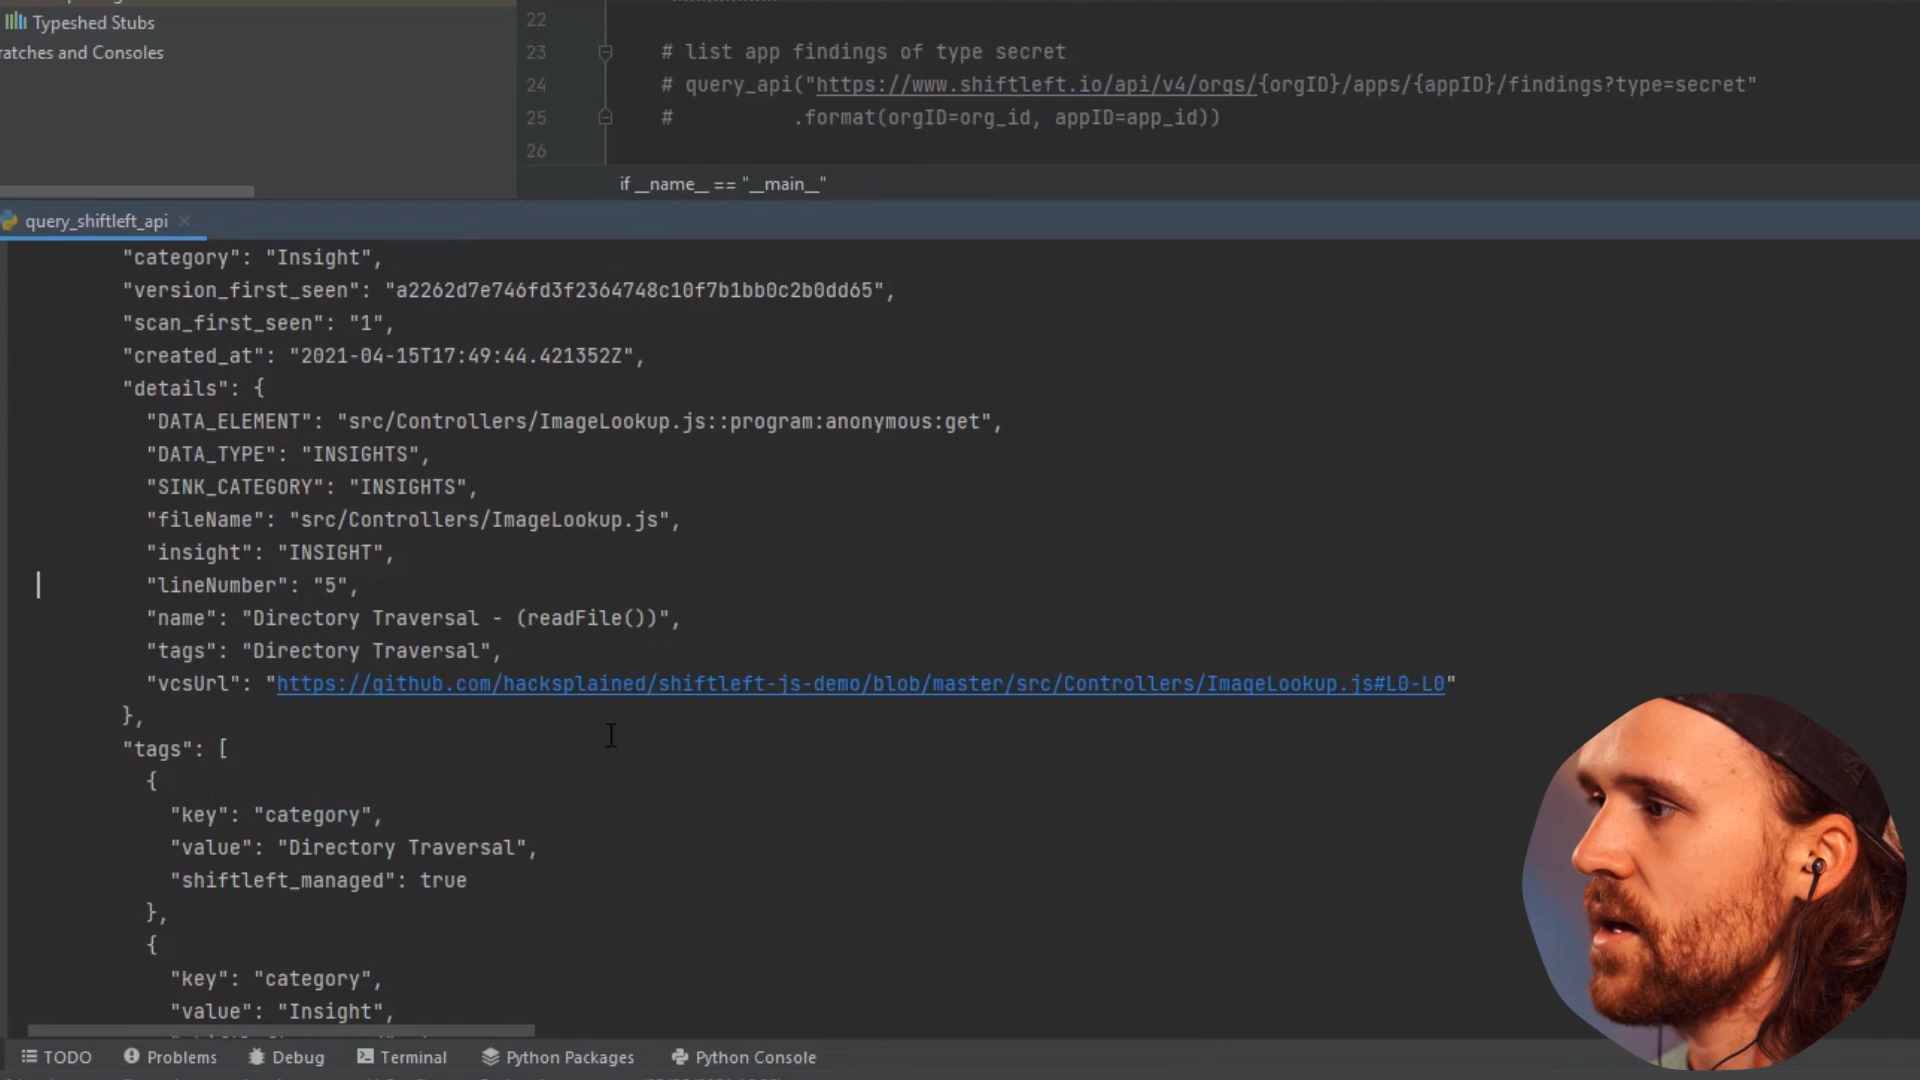 Typeshed Stubs
ratches and Consoles
22
23 # list app findings of type secret
24 # query_api("https://www.shiftleft.io/api/v4/orgs/{orgID}/apps/{appID}/findings?type=secret"
25 # .format(orgID=org_id, appID=app_id))
26
if __name__ == "__main__"
query_shiftleft_api
"category": "Insight",
"version_first_seen": "a2262d7e746fd3f2364748c10f7b1bb0c2b0dd65",
"scan_first_seen": "1",
"created_at": "2021-04-15T17:49:44.421352Z",
"details": {
"DATA_ELEMENT": "src/Controllers/ImageLookup.js::program:anonymous:get",
"DATA_TYPE": "INSIGHTS",
"SINK_CATEGORY": "INSIGHTS",
"fileName": "src/Controllers/ImageLookup.js",
"insight": "INSIGHT",
"lineNumber": "5",
"name": "Directory Traversal - (readFile())",
"tags": "Directory Traversal",
"vcsUrl": "https://github.com/hacksplained/shiftleft-js-demo/blob/master/src/Controllers/ImageLookup.js#L0-L0"
},
"tags": [
{
"key": "category",
"value": "Directory Traversal",
"shiftleft_managed": true
},
{
"key": "category",
"value": "Insight",
TODO Problems Debug Terminal Python Packages Python Console